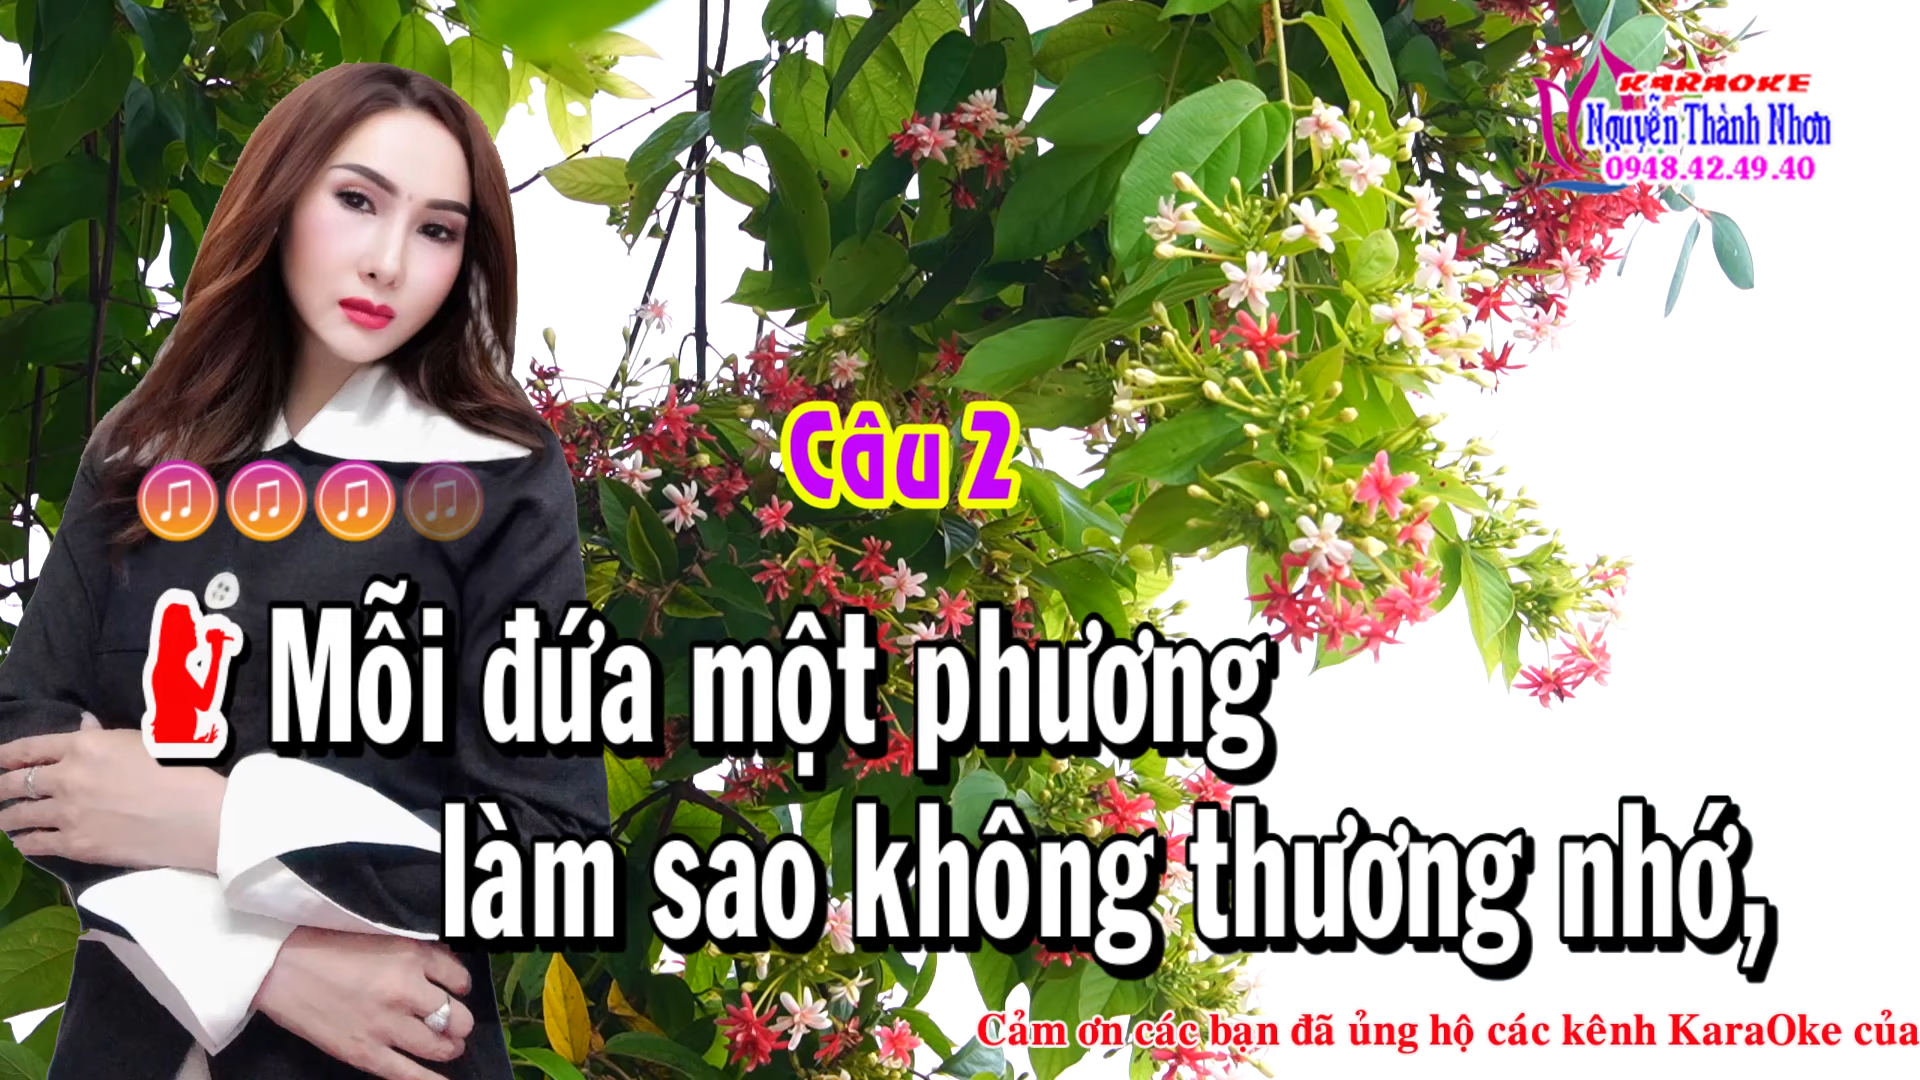 KARAOKE
Nguyễn Thành Nhơn
0948.42.49.40
Câu 2
Mỗi đứa một phương
làm sao không thương nhớ,
Cảm ơn các bạn đã ủng hộ các kênh KaraOke của